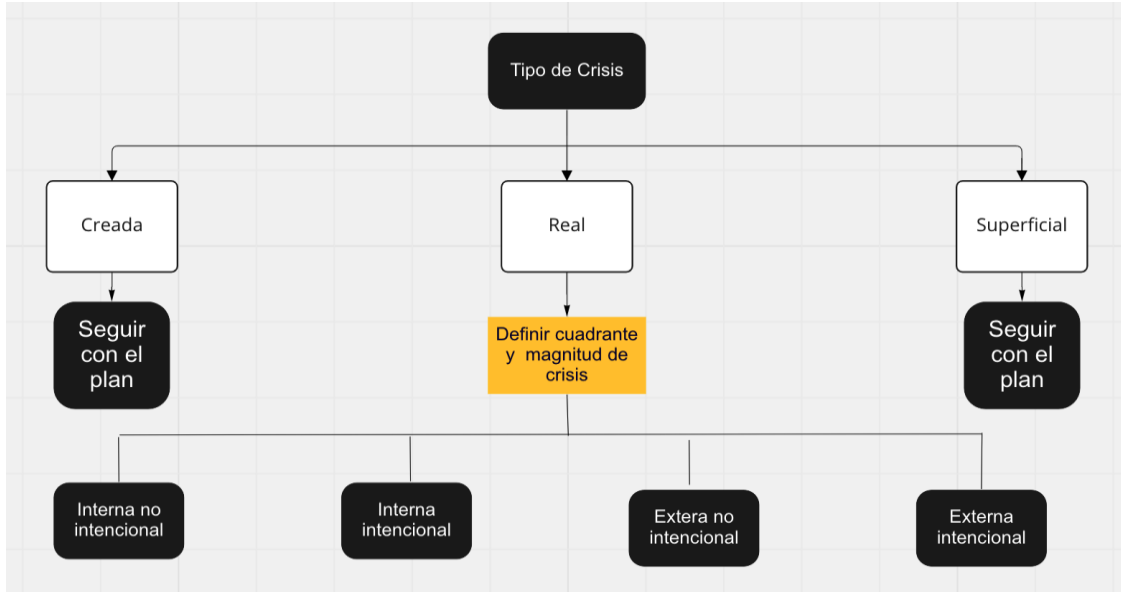 Tipo de Crisis
Creada
Real
Superficial
Seguir
con el
plan
Definir cuadrante
y magnitud de
crisis
Seguir
con el
plan
Interna no
intencional
Interna
intencional
Extera no
intencional
Externa
intencional